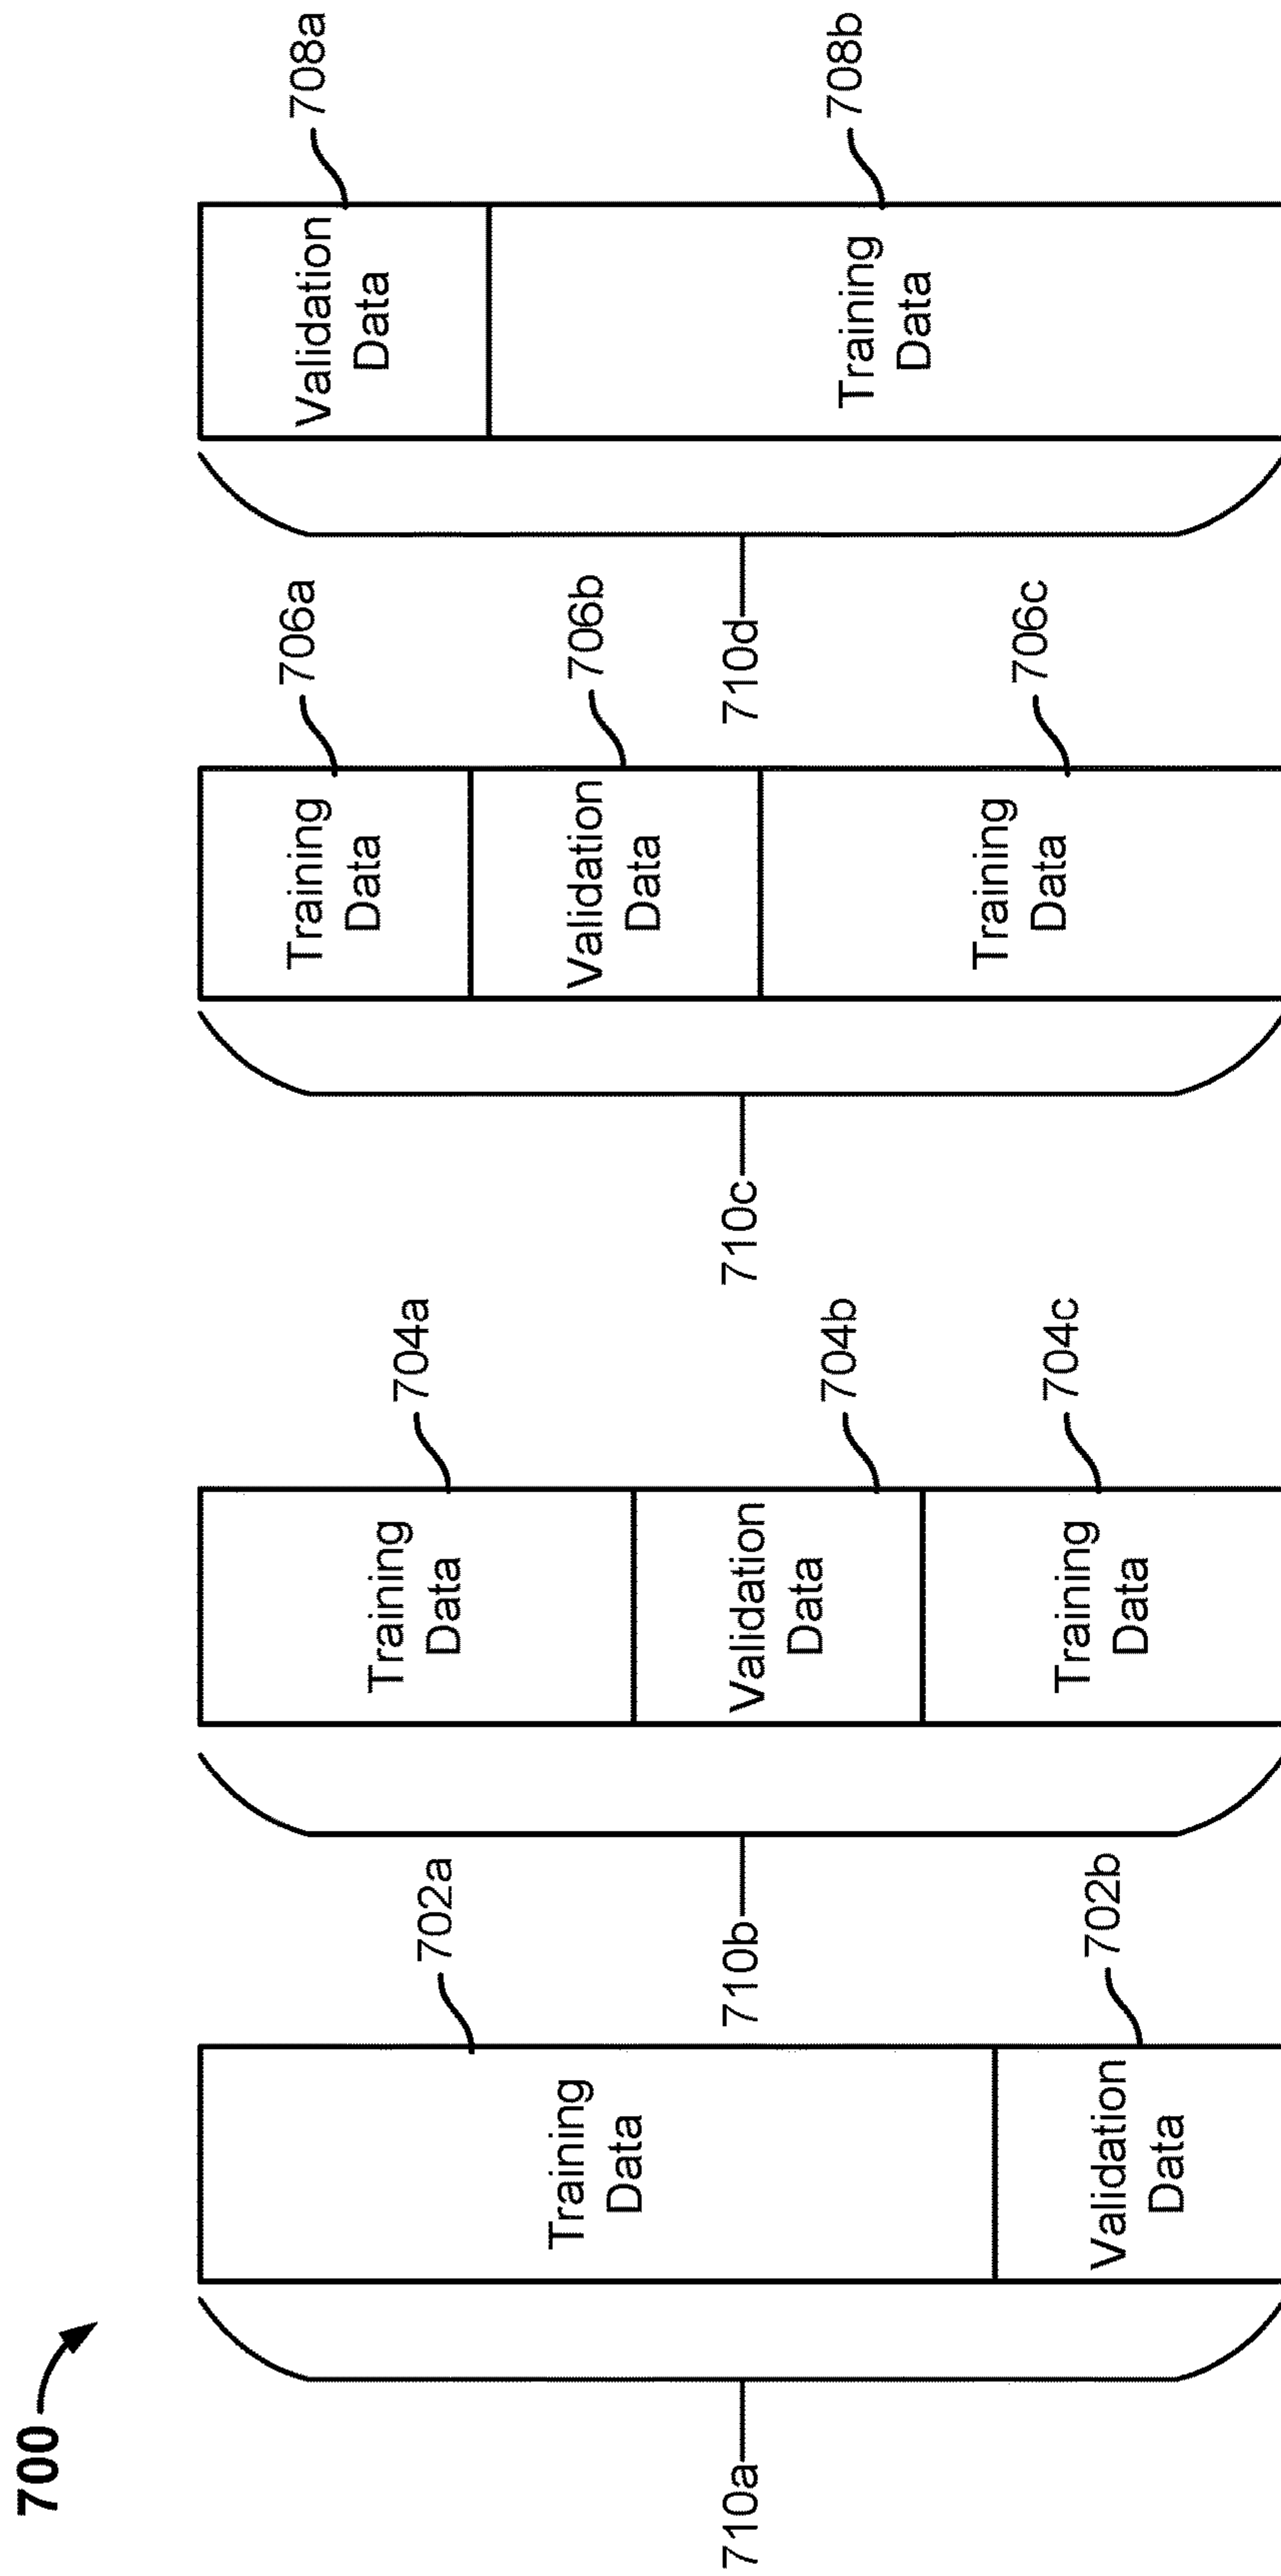 700
710a
Training
Data
702a
Validation
Data
702b
710b
Training
Data
704a
Validation
Data
704b
Training
Data
704c
710c
Training
Data
706a
Validation
Data
706b
Training
Data
706c
710d
Validation
Data
708a
Training
Data
708b